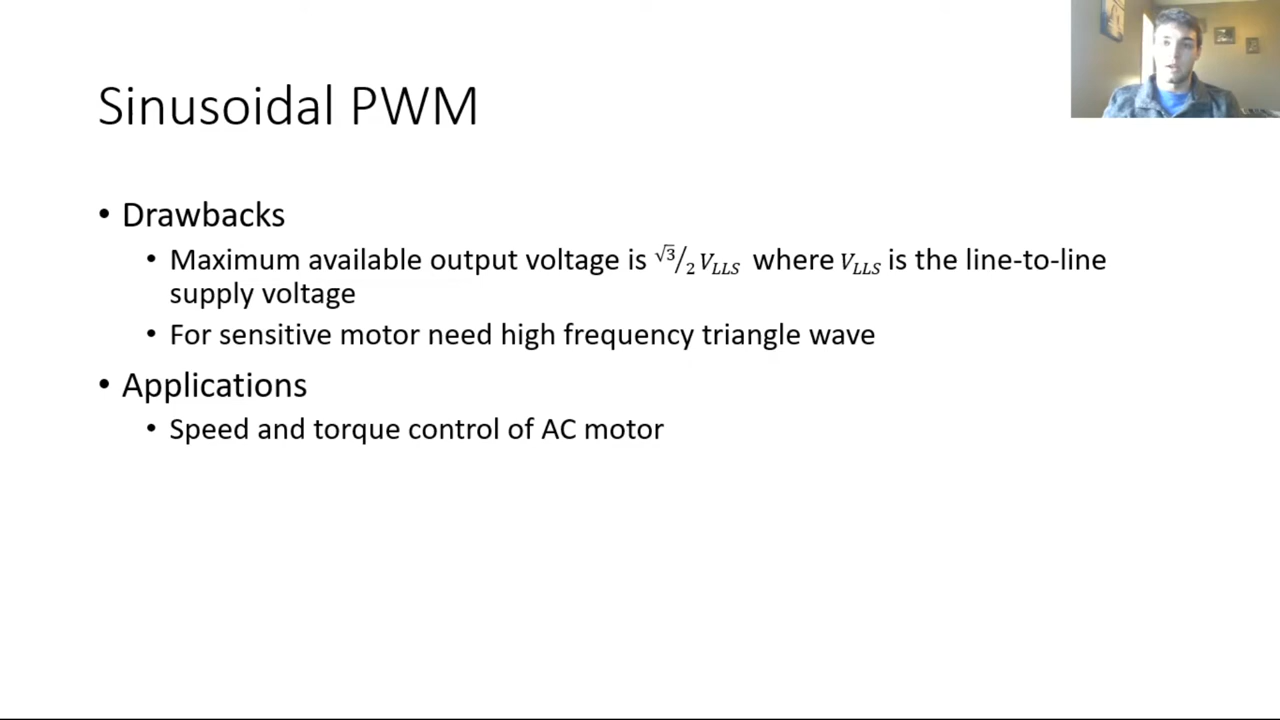 Sinusoidal PWM
• Drawbacks
• Maximum available output voltage is √3/2 V_LLS where V_LLS is the line-to-line
supply voltage
• For sensitive motor need high frequency triangle wave
• Applications
• Speed and torque control of AC motor